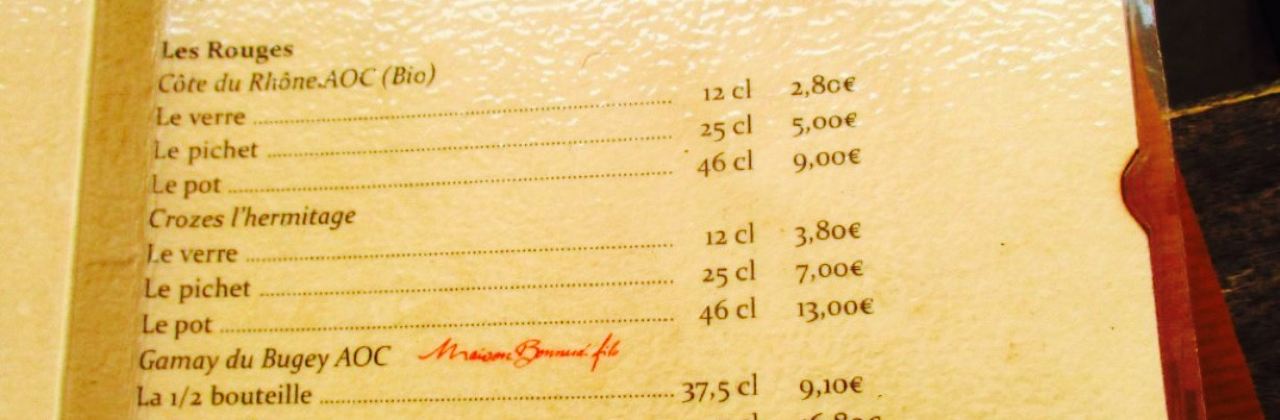 Les Rouges
Côte du Rhône AOC (Bio)
Le verre ........ 12 cl 2,80€
Le pichet ........ 25 cl 5,00€
Le pot ........ 46 cl 9,00€
Crozes l'hermitage
Le verre ........ 12 cl 3,80€
Le pichet ........ 25 cl 7,00€
Le pot ........ 46 cl 13,00€
Gamay du Bugey AOC Maison Bonnard fils
La 1/2 bouteille ........ 37,5 cl 9,10€